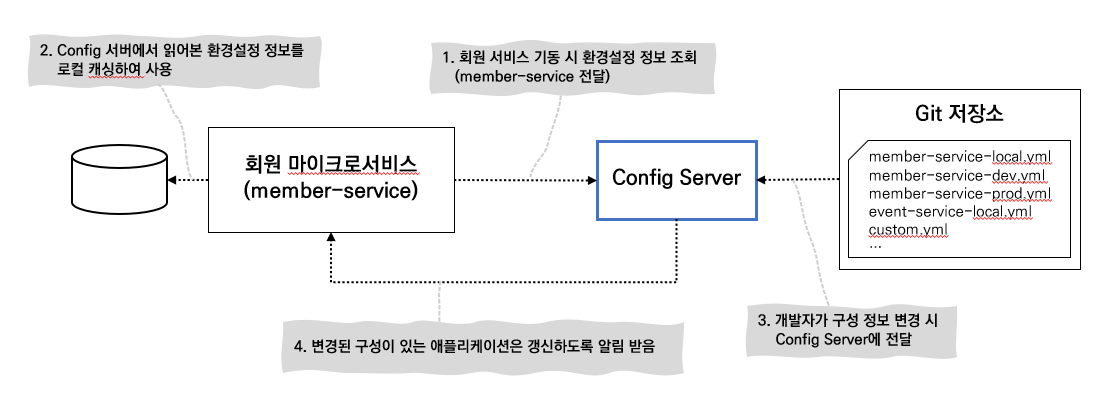 2. Config 서버에서 읽어본 환경설정 정보를
로컬 캐싱하여 사용
1. 회원 서비스 기동 시 환경설정 정보 조회
(member-service 전달)
Git 저장소
member-service-local.yml
member-service-dev.yml
member-service-prod.yml
event-service-local.yml
custom.yml
...
회원 마이크로서비스
(member-service)
Config Server
3. 개발자가 구성 정보 변경 시
Config Server에 전달
4. 변경된 구성이 있는 애플리케이션은 갱신하도록 알림 받음